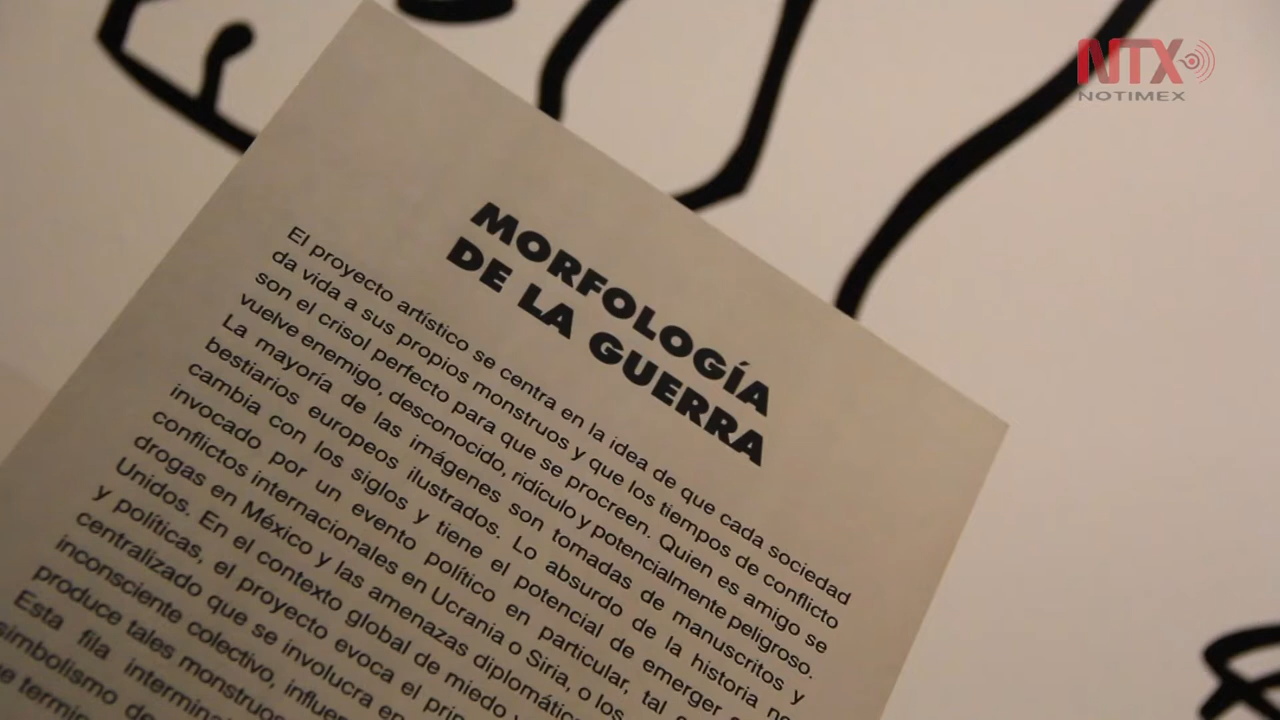 NTX
NOTIMEX
MORFOLOGÍA
DE LA GUERRA
El proyecto artístico se centra en la idea de que cada sociedad
da vida a sus propios monstruos y que los tiempos de conflicto
son el crisol perfecto para que se procreen. Quien es amigo se
vuelve enemigo, desconocido, ridículo y potencialmente peligroso.
La mayoría de las imágenes son tomadas de manuscritos y
bestiarios europeos ilustrados. Lo absurdo de la historia no
cambia con los siglos y tiene el potencial de emerger
invocado por un evento político en particular, tal
conflictos internacionales en Ucrania o Siria, o los
drogas en México y las amenazas diplomátic
Unidos. En el contexto global de miedo
y políticas, el proyecto evoca el prin
centralizado que se involucra en
inconsciente colectivo, influe
produce tales monstruos
Esta fila intermina
simbolismo de
e termin